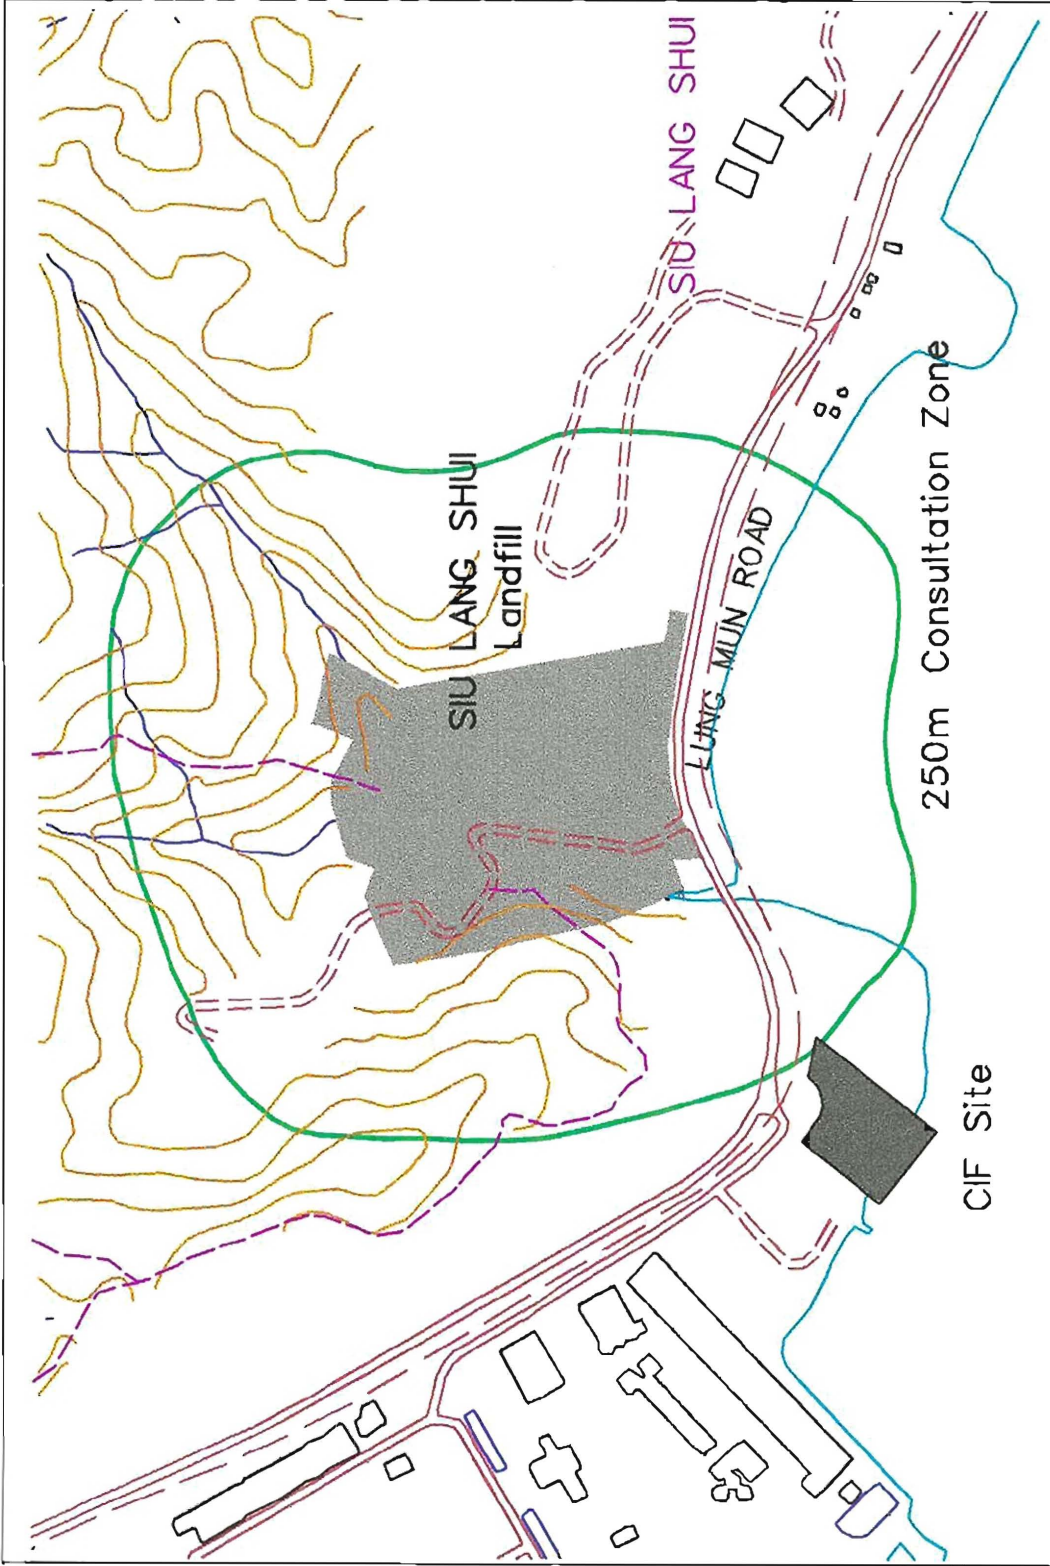 SIU LANG SHUI
SIU LANG SHUI
Landfill
LUNG MUN ROAD
250m Consultation Zone
CIF Site